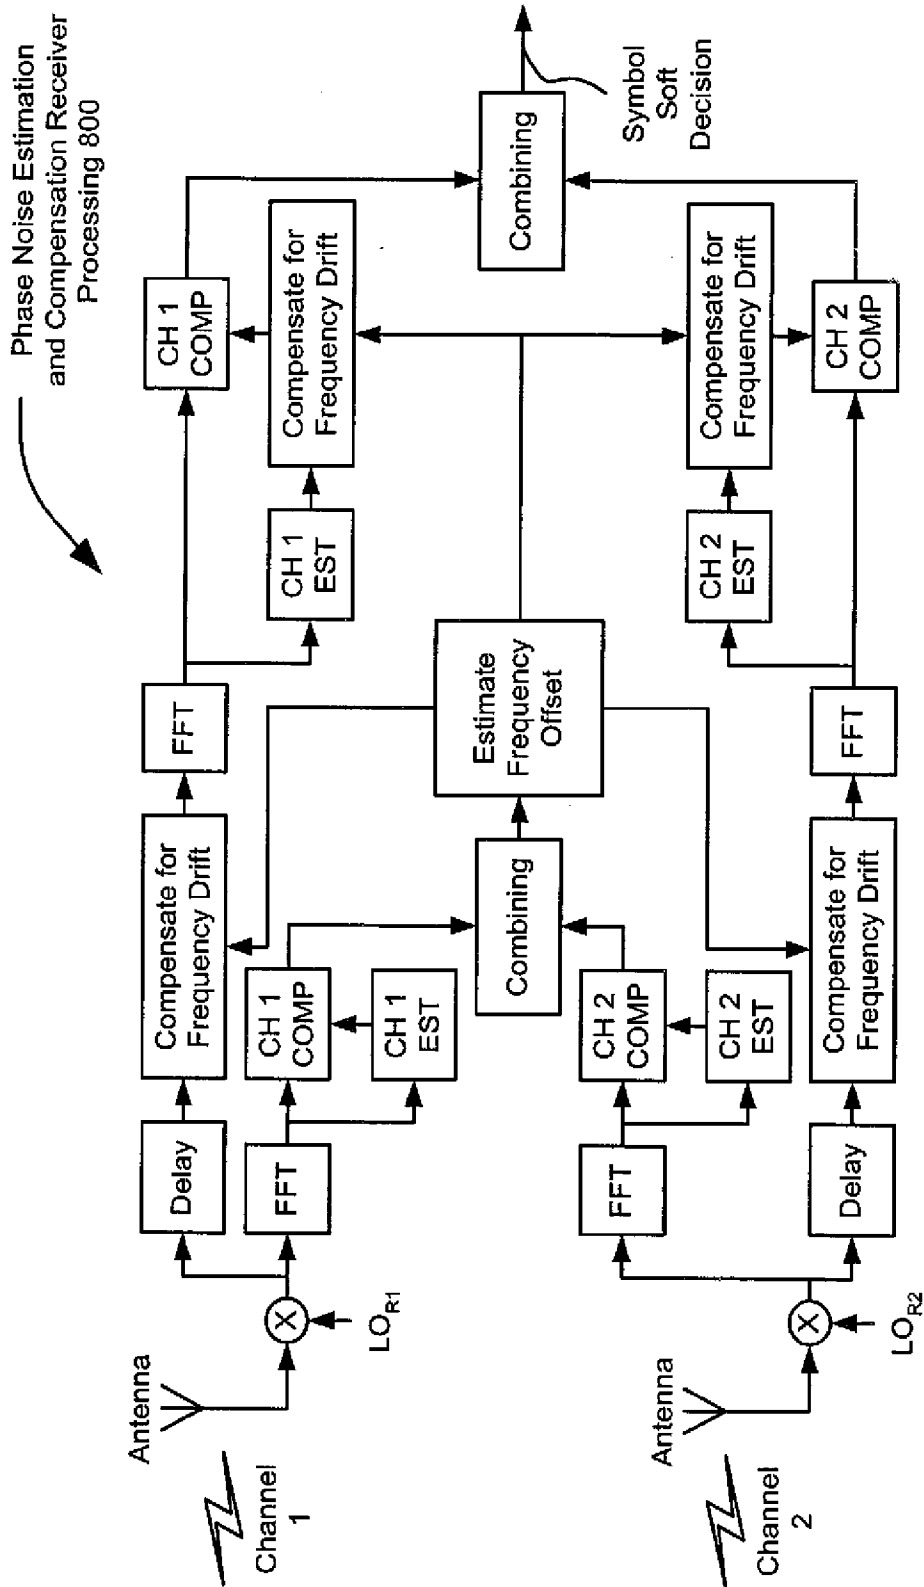 Phase Noise Estimation
and Compensation Receiver
Processing 800
Antenna
Channel
1
X
LO_R1
Delay
FFT
Compensate for
Frequency Drift
CH 1
COMP
CH 1
EST
FFT
CH 1
EST
Compensate for
Frequency Drift
CH 1
COMP
Combining
Estimate
Frequency
Offset
Combining
Symbol
Soft
Decision
Antenna
Channel
2
X
LO_R2
FFT
Delay
CH 2
COMP
CH 2
EST
Compensate for
Frequency Drift
FFT
CH 2
EST
Compensate for
Frequency Drift
CH 2
COMP